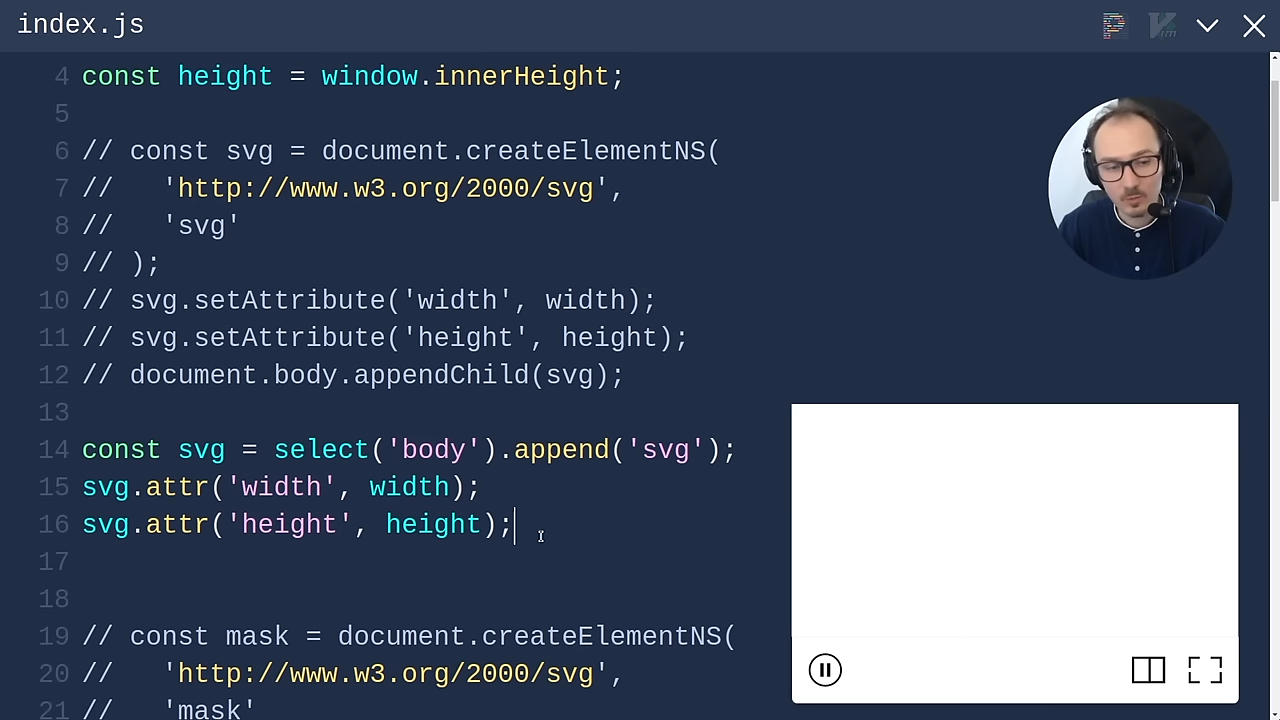 index.js
4 const height = window.innerHeight;
5
6 // const svg = document.createElementNS(
7 //   'http://www.w3.org/2000/svg',
8 //   'svg'
9 // );
10 // svg.setAttribute('width', width);
11 // svg.setAttribute('height', height);
12 // document.body.appendChild(svg);
13
14 const svg = select('body').append('svg');
15 svg.attr('width', width);
16 svg.attr('height', height);
17
18
19 // const mask = document.createElementNS(
20 //   'http://www.w3.org/2000/svg',
21 //   'mask'